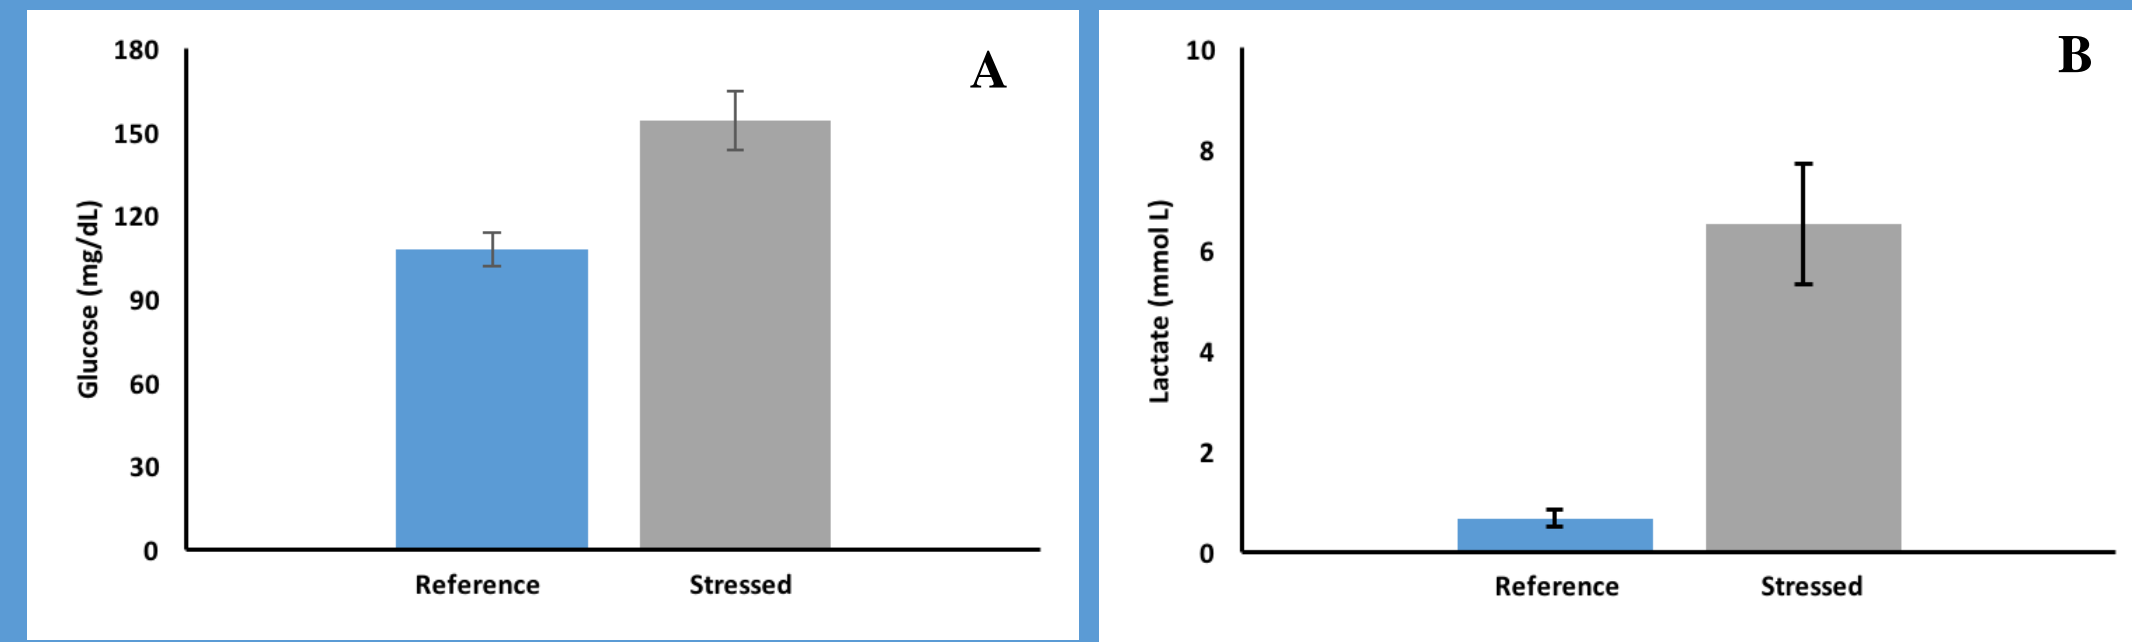 A
180
150
120
90
60
30
0
Glucose (mg/dL)
Reference Stressed
B
10
8
6
4
2
0
Lactate (mmol L)
Reference Stressed